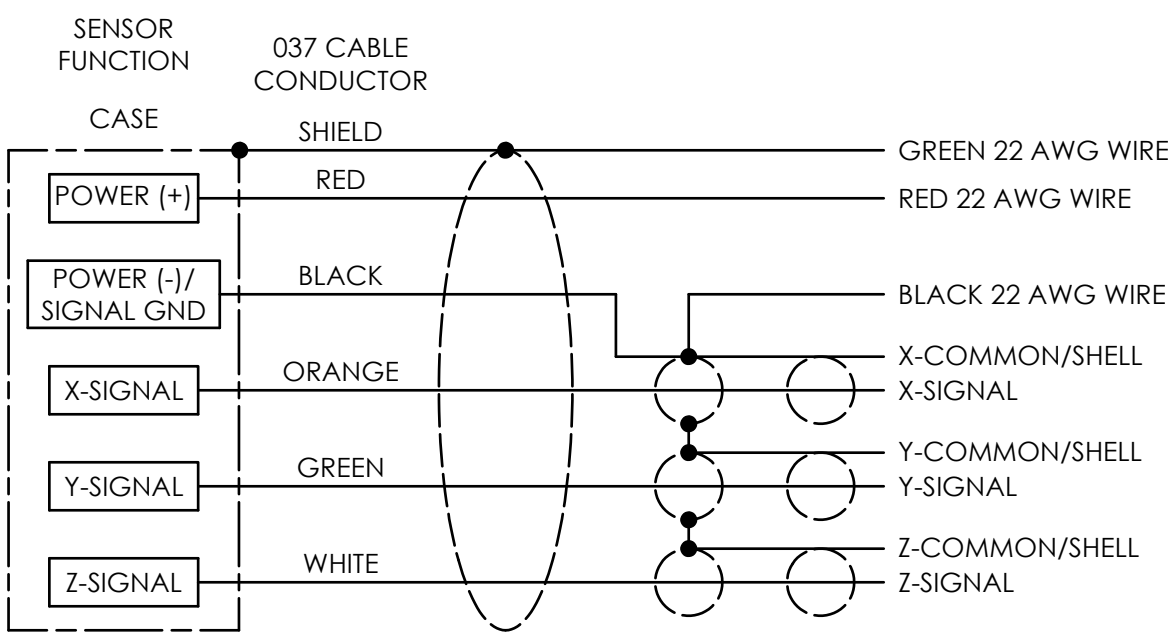 SENSOR
FUNCTION
037 CABLE
CONDUCTOR
CASE
SHIELD
GREEN 22 AWG WIRE
POWER (+)
RED
RED 22 AWG WIRE
POWER (-)/
SIGNAL GND
BLACK
BLACK 22 AWG WIRE
X-COMMON/SHELL
X-SIGNAL
ORANGE
X-SIGNAL
Y-COMMON/SHELL
Y-SIGNAL
GREEN
Y-SIGNAL
Z-COMMON/SHELL
Z-SIGNAL
WHITE
Z-SIGNAL